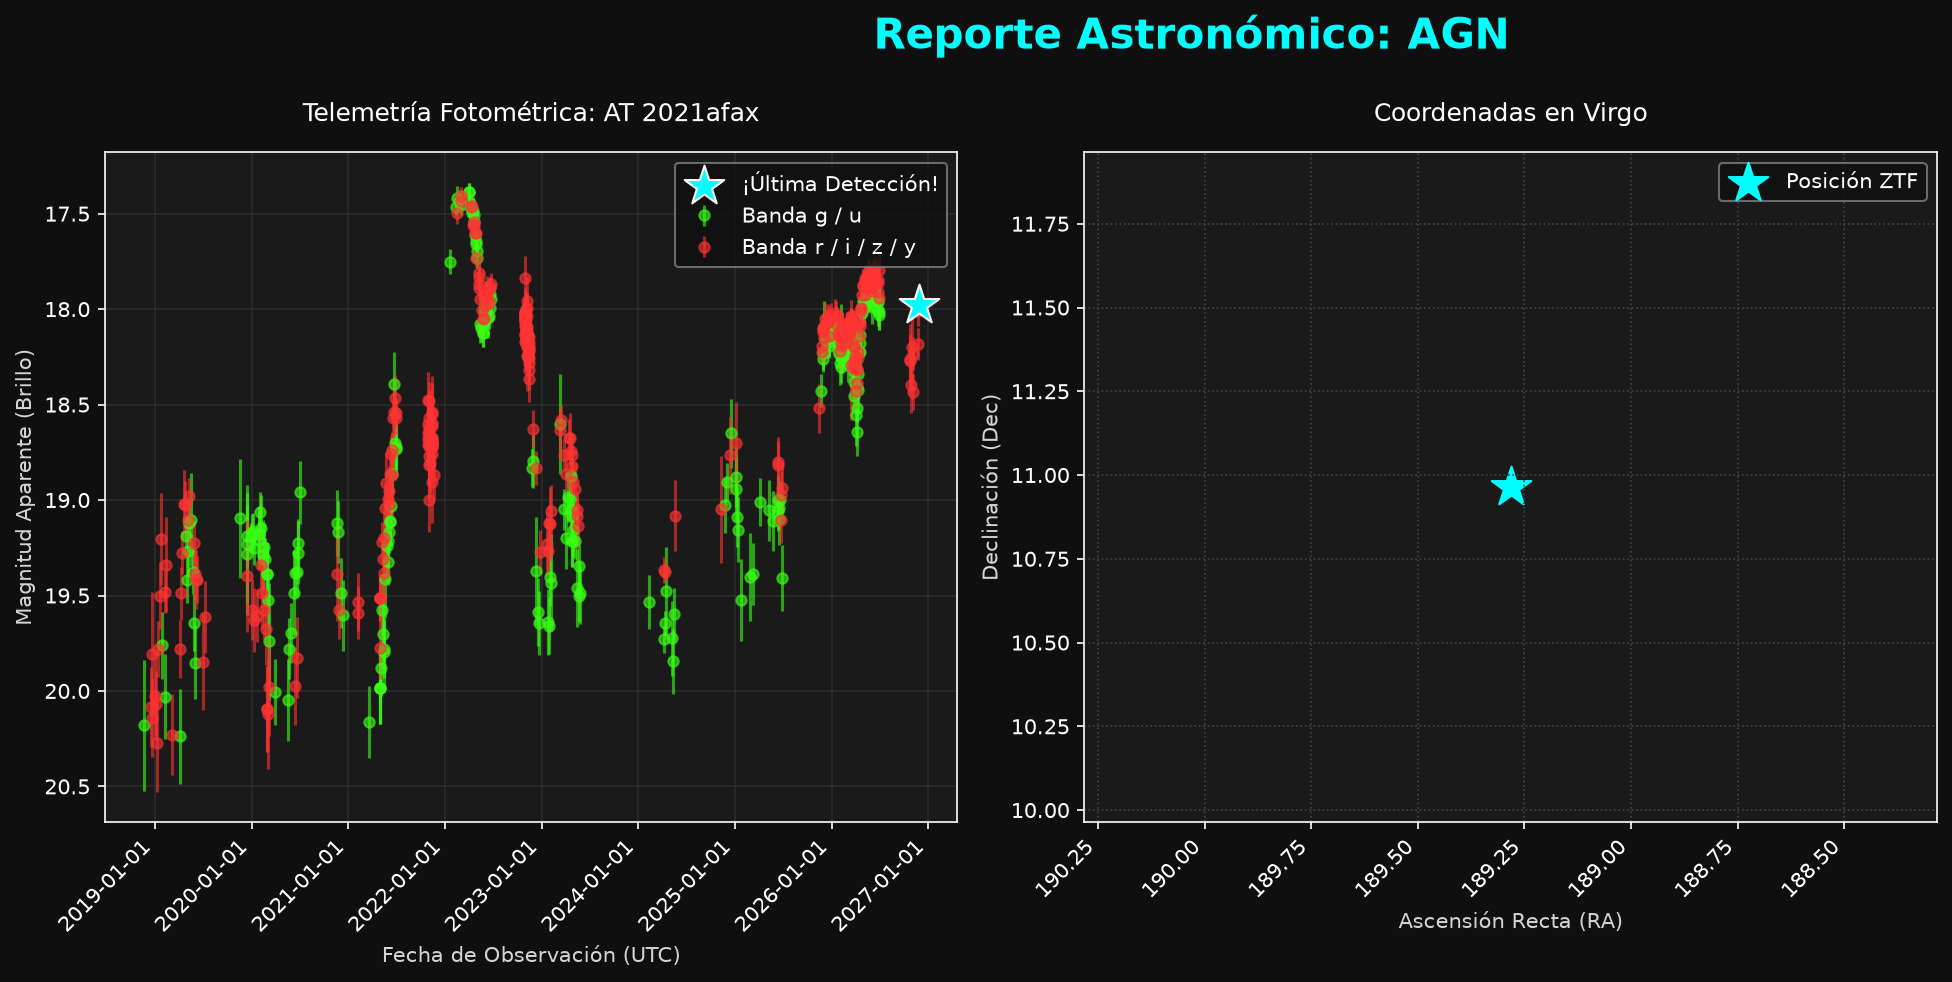 Reporte Astronómico: AGN
Telemetría Fotométrica: AT 2021afax
¡Última Detección!
Banda g / u
Banda r / i / z / y
Magnitud Aparente (Brillo)
17.5
18.0
18.5
19.0
19.5
20.0
20.5
2019-01-01
2020-01-01
2021-01-01
2022-01-01
2023-01-01
2024-01-01
2025-01-01
2026-01-01
2027-01-01
Fecha de Observación (UTC)
Coordenadas en Virgo
Posición ZTF
Declinación (Dec)
11.75
11.50
11.25
11.00
10.75
10.50
10.25
10.00
190.25
190.00
189.75
189.50
189.25
189.00
188.75
188.50
Ascensión Recta (RA)